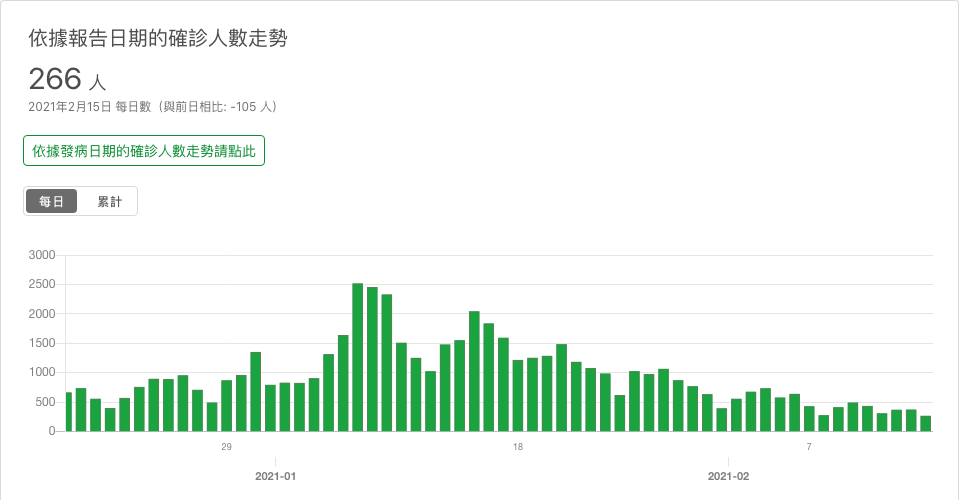 依據報告日期的確診人數走勢
266 人
2021年2月15日 每日數（與前日相比: -105 人）
依據發病日期的確診人數走勢請點此
每日 累計
3000
2500
2000
1500
1000
500
0
29 18 7
2021-01 2021-02